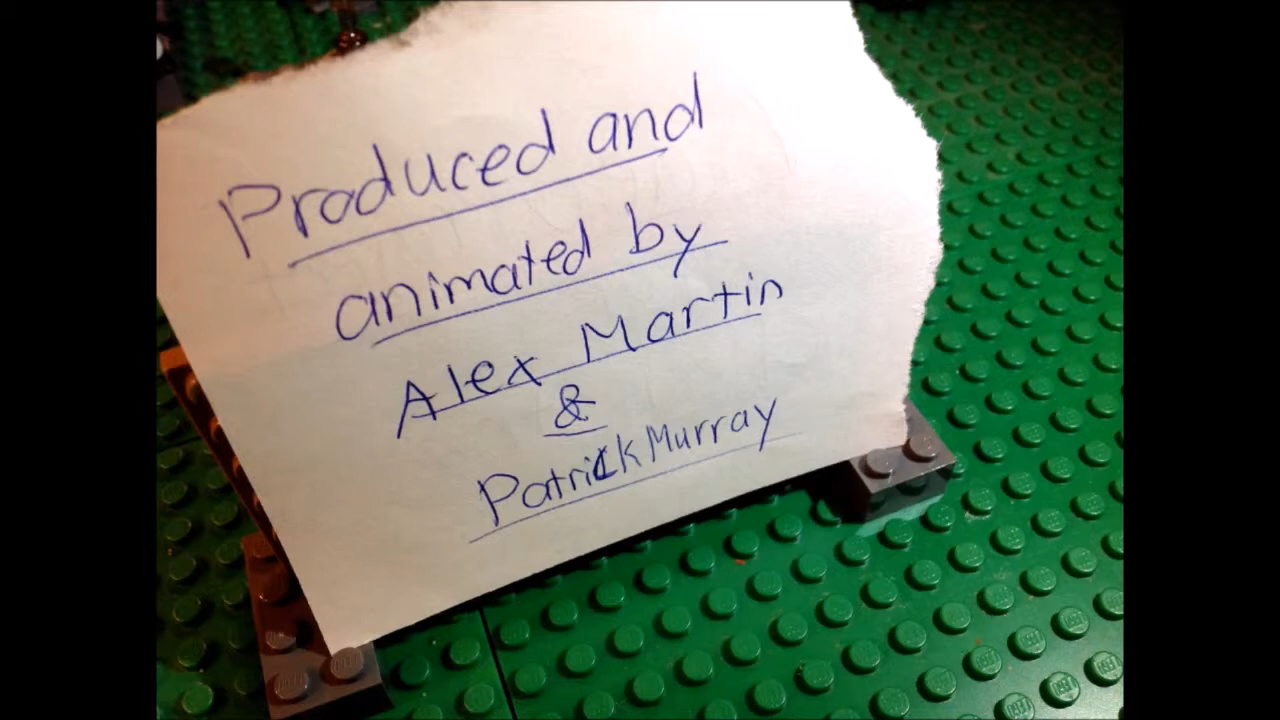 Produced and
animated by
Alex Martin
&
Patrick Murray